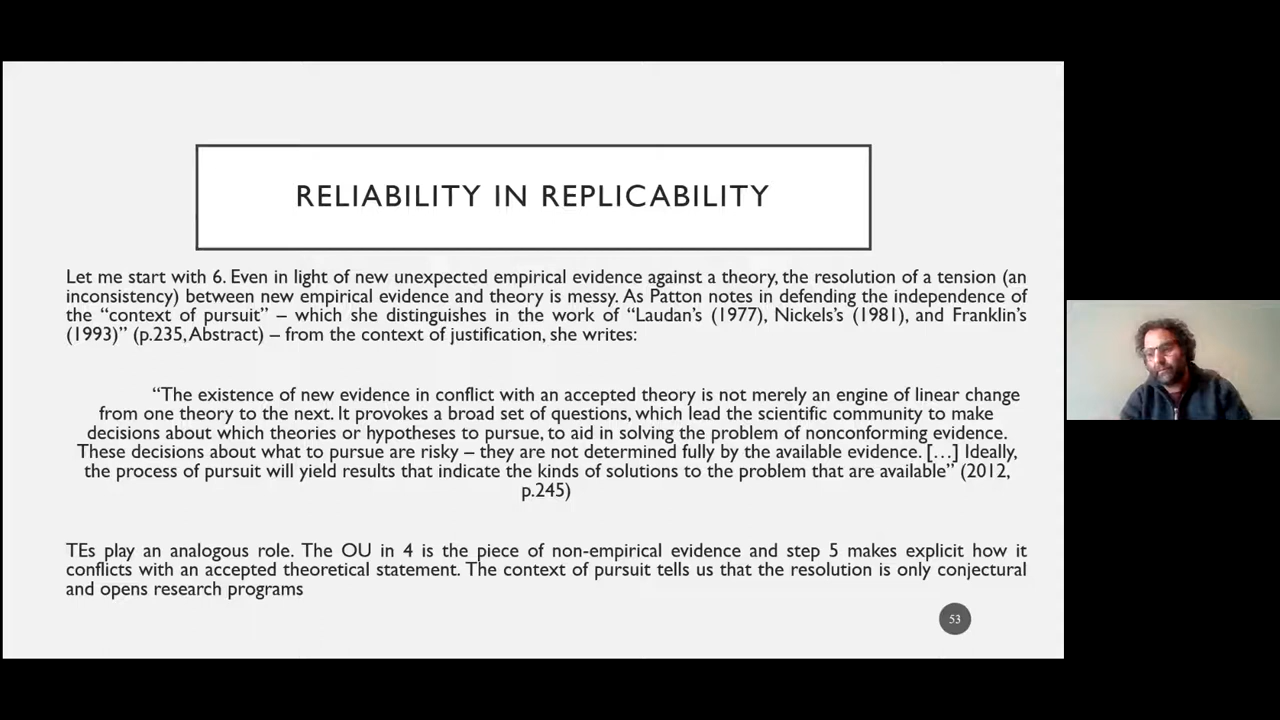 RELIABILITY IN REPLICABILITY
Let me start with 6. Even in light of new unexpected empirical evidence against a theory, the resolution of a tension (an
inconsistency) between new empirical evidence and theory is messy. As Patton notes in defending the independence of
the “context of pursuit” – which she distinguishes in the work of “Laudan’s (1977), Nickels’s (1981), and Franklin’s
(1993)” (p.235, Abstract) – from the context of justification, she writes:
“The existence of new evidence in conflict with an accepted theory is not merely an engine of linear change
from one theory to the next. It provokes a broad set of questions, which lead the scientific community to make
decisions about which theories or hypotheses to pursue, to aid in solving the problem of nonconforming evidence.
These decisions about what to pursue are risky – they are not determined fully by the available evidence. […] Ideally,
the process of pursuit will yield results that indicate the kinds of solutions to the problem that are available” (2012,
p.245)
TEs play an analogous role. The OU in 4 is the piece of non-empirical evidence and step 5 makes explicit how it
conflicts with an accepted theoretical statement. The context of pursuit tells us that the resolution is only conjectural
and opens research programs
53